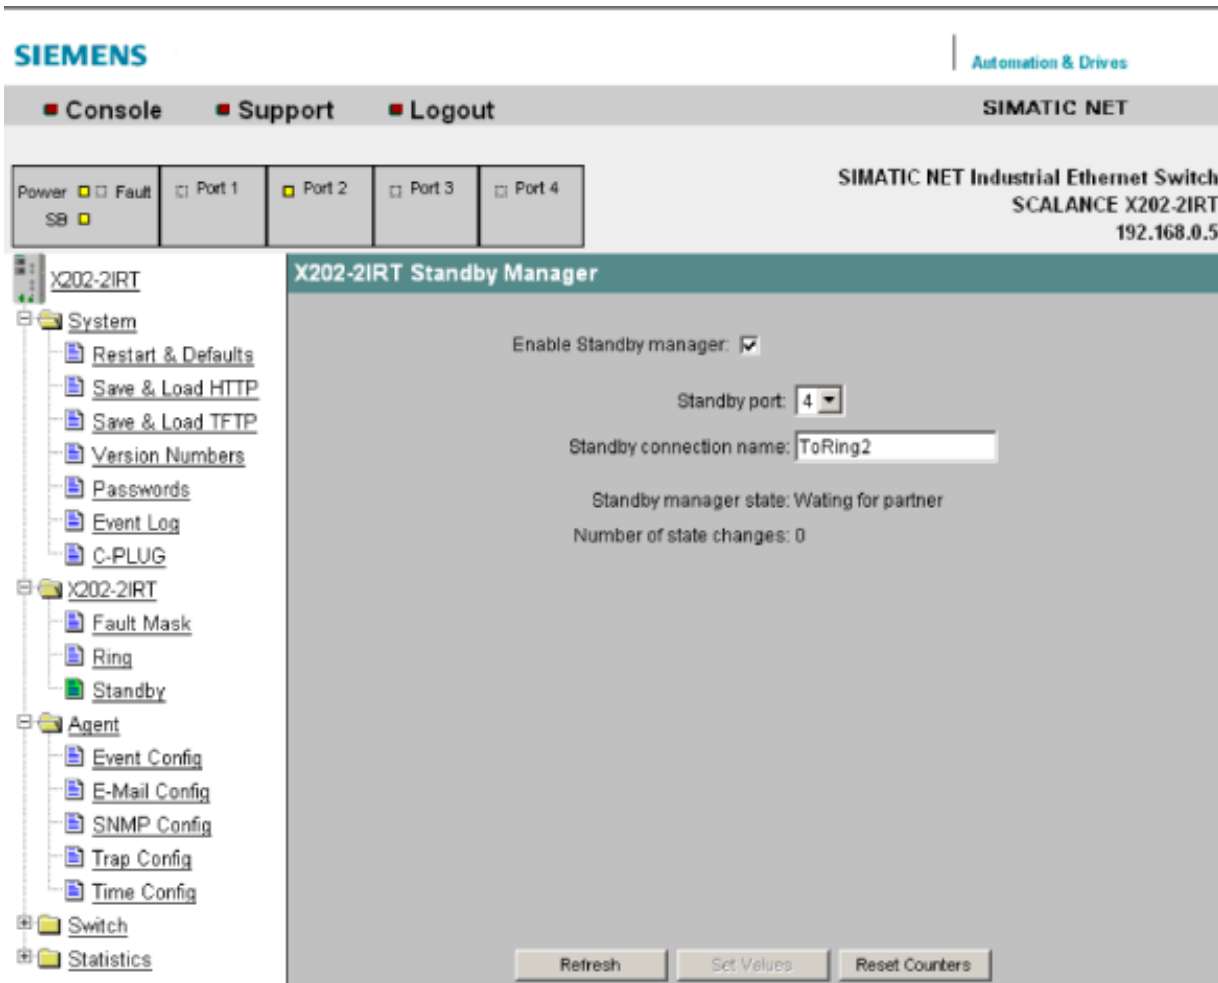 SIEMENS
Automation & Drives
Console Support Logout SIMATIC NET
Power Fault Port 1 Port 2 Port 3 Port 4
SB
SIMATIC NET Industrial Ethernet Switch
SCALANCE X202-2IRT
192.168.0.5
X202-2IRT
System
Restart & Defaults
Save & Load HTTP
Save & Load TFTP
Version Numbers
Passwords
Event Log
C-PLUG
X202-2IRT
Fault Mask
Ring
Standby
Agent
Event Config
E-Mail Config
SNMP Config
Trap Config
Time Config
Switch
Statistics
X202-2IRT Standby Manager
Enable Standby manager:
Standby port: 4
Standby connection name: ToRing2
Standby manager state: Wating for partner
Number of state changes: 0
Refresh Set Values Reset Counters